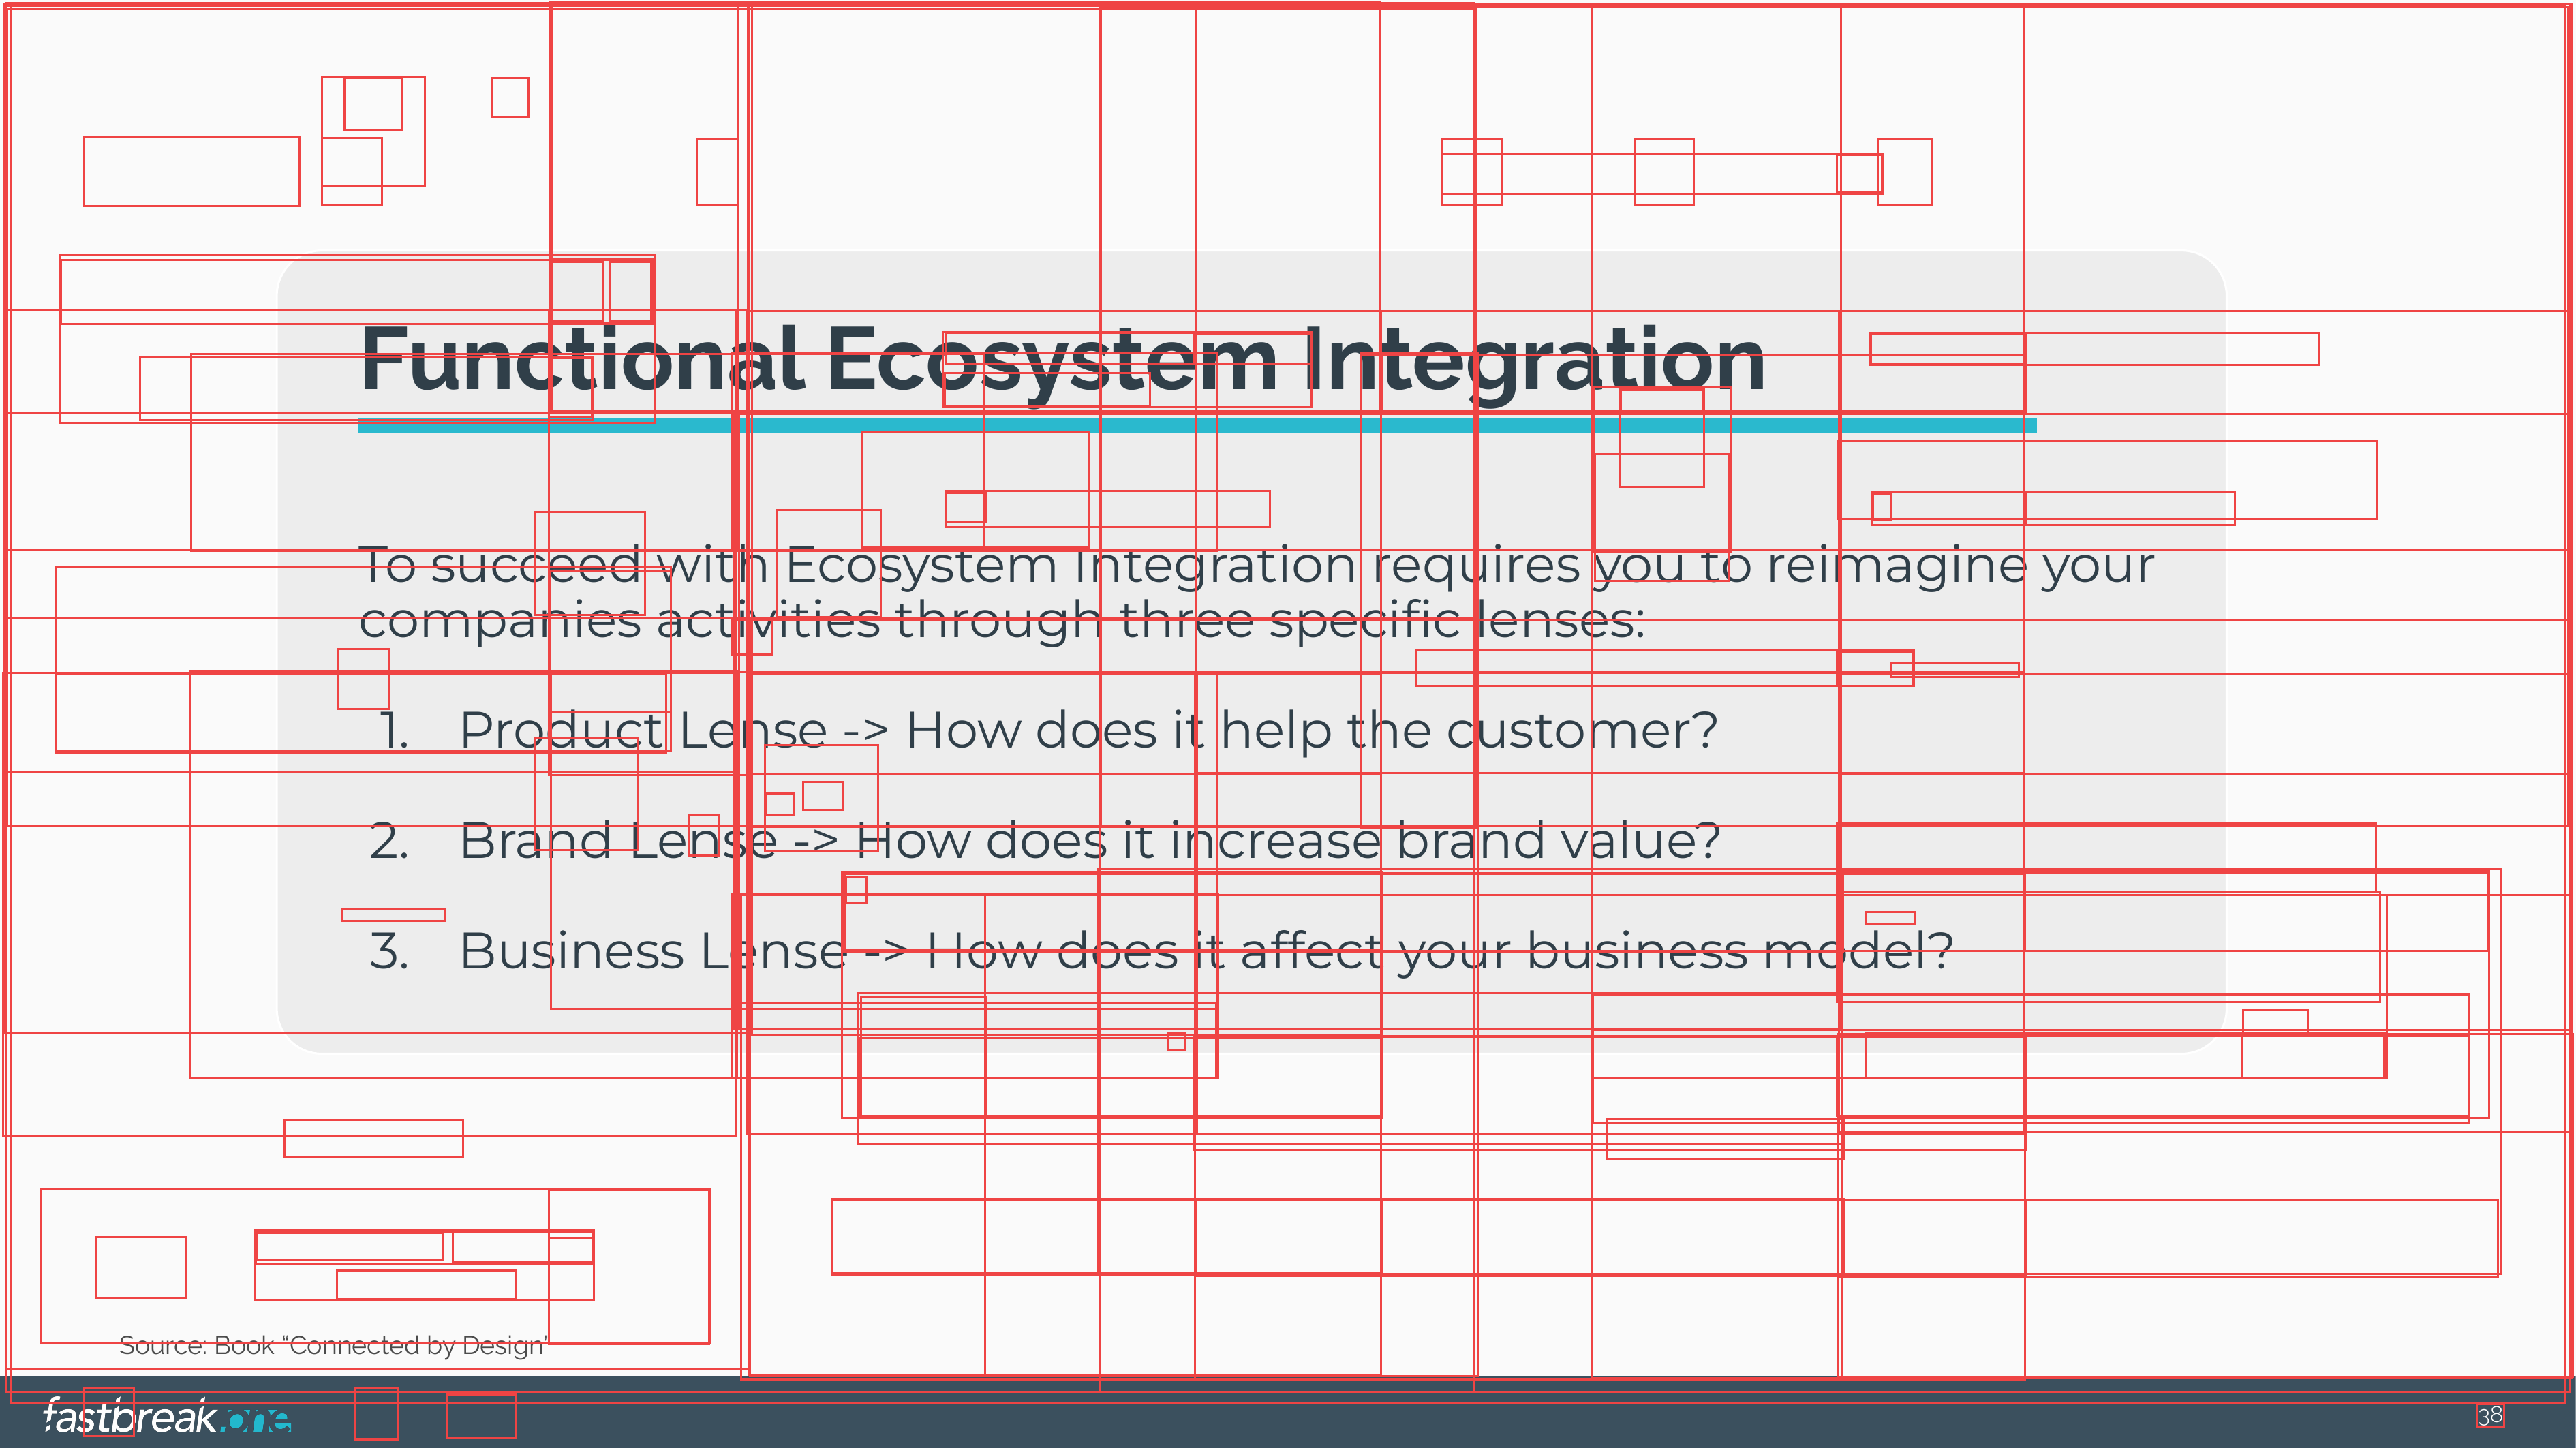 Functional Ecosystem Integration
To succeed with Ecosystem Integration requires you to reimagine your
companies activities through three specific lenses:
1. Product Lense -> How does it help the customer?
2. Brand Lense -> How does it increase brand value?
3. Business Lense -> How does it affect your business model?
Source: Book “Connected by Design”
fastbreak.one
38